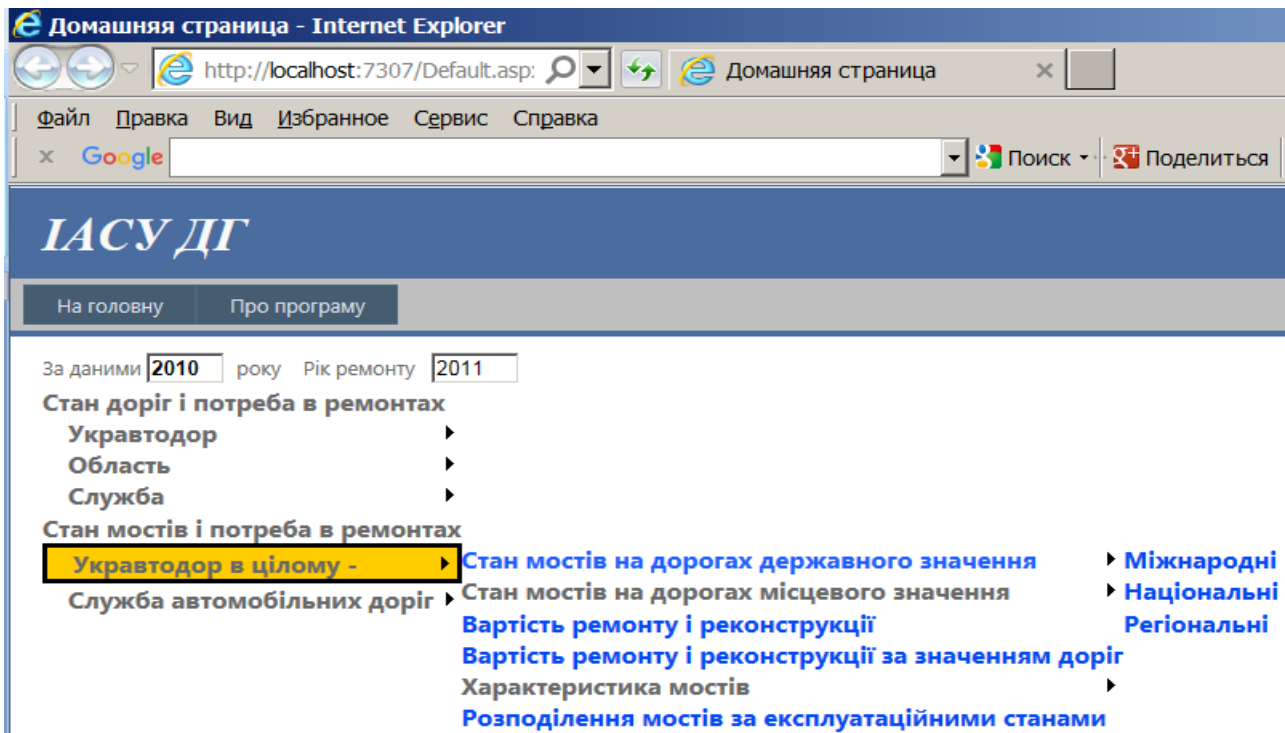 Домашняя страница - Internet Explorer
http://localhost:7307/Default.asp: Домашняя страница
Файл Правка Вид Избранное Сервис Справка
x Google Поиск Поделиться
ІАСУ ДГ
На головну Про програму
За даними 2010 року Рік ремонту 2011
Стан доріг і потреба в ремонтах
Укравтодор
Область
Служба
Стан мостів і потреба в ремонтах
Укравтодор в цілому - Стан мостів на дорогах державного значення Міжнародні
Служба автомобільних доріг Стан мостів на дорогах місцевого значення Національні
Вартість ремонту і реконструкції Регіональні
Вартість ремонту і реконструкції за значенням доріг
Характеристика мостів
Розподілення мостів за експлуатаційними станами